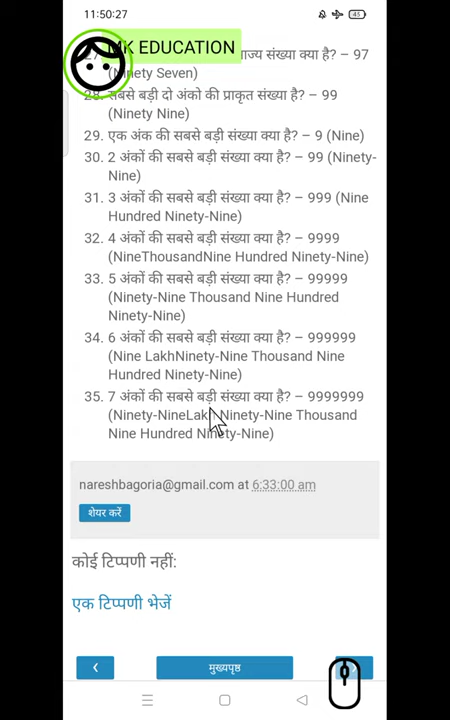 11:50:27
45
MK EDUCATION
27. ाज्य संख्या क्या है? – 97
(Ninety Seven)
28. सबसे बड़ी दो अंको की प्राकृत संख्या है? – 99
(Ninety Nine)
29. एक अंक की सबसे बड़ी संख्या क्या है? – 9 (Nine)
30. 2 अंकों की सबसे बड़ी संख्या क्या है? – 99 (Ninety-
Nine)
31. 3 अंकों की सबसे बड़ी संख्या क्या है? – 999 (Nine
Hundred Ninety-Nine)
32. 4 अंकों की सबसे बड़ी संख्या क्या है? – 9999
(NineThousandNine Hundred Ninety-Nine)
33. 5 अंकों की सबसे बड़ी संख्या क्या है? – 99999
(Ninety-Nine Thousand Nine Hundred
Ninety-Nine)
34. 6 अंकों की सबसे बड़ी संख्या क्या है? – 999999
(Nine LakhNinety-Nine Thousand Nine
Hundred Ninety-Nine)
35. 7 अंकों की सबसे बड़ी संख्या क्या है? – 9999999
(Ninety-NineLakhNinety-Nine Thousand
Nine Hundred Ninety-Nine)
nareshbagoria@gmail.com at 6:33:00 am
शेयर करें
कोई टिप्पणी नहीं:
एक टिप्पणी भेजें
‹ मुख्यपृष्ठ